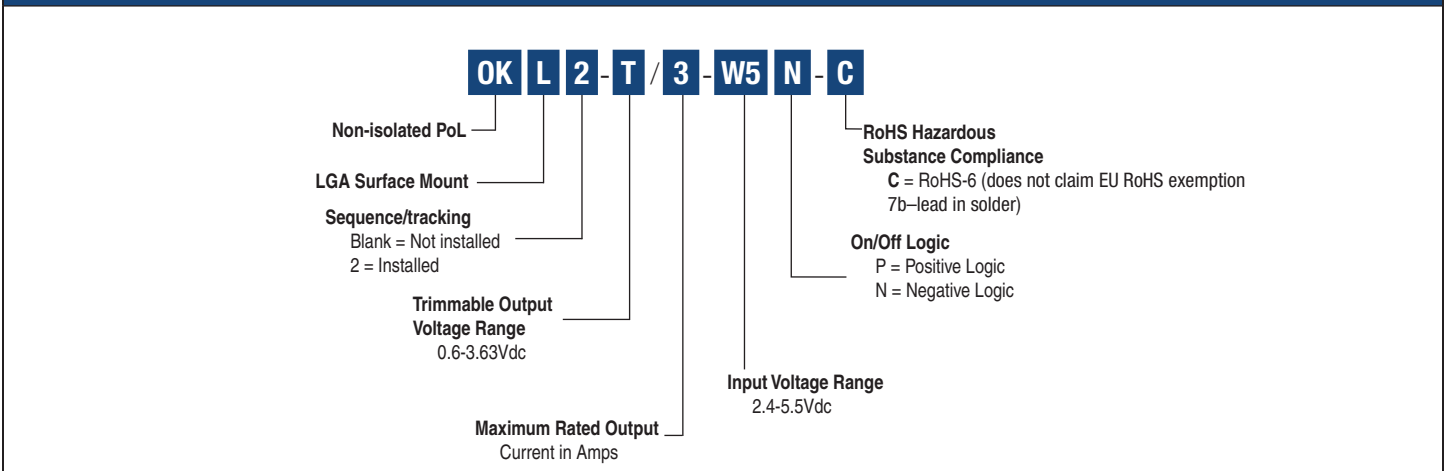 OK L 2 - T / 3 - W5 N - C
Non-isolated PoL
LGA Surface Mount
Sequence/tracking
Blank = Not installed
2 = Installed
Trimmable Output
Voltage Range
0.6-3.63Vdc
Maximum Rated Output
Current in Amps
Input Voltage Range
2.4-5.5Vdc
On/Off Logic
P = Positive Logic
N = Negative Logic
RoHS Hazardous
Substance Compliance
C = RoHS-6 (does not claim EU RoHS exemption
7b–lead in solder)